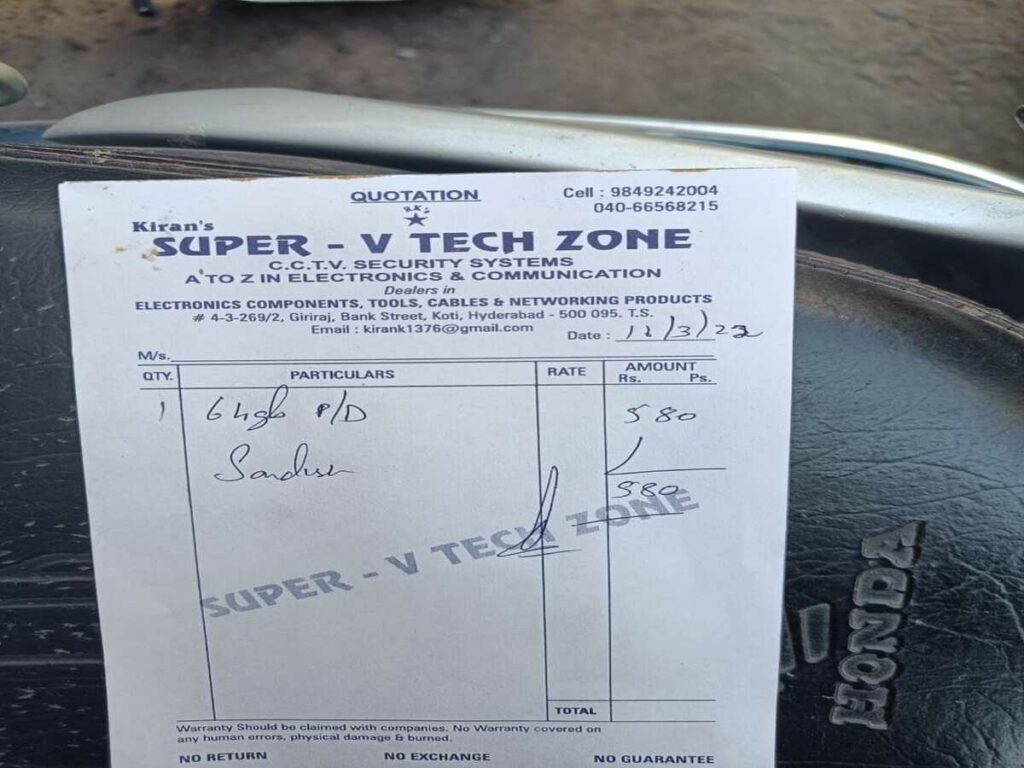 QUOTATION
Cell : 9849242004
040-66568215
Kiran's
SUPER - V TECH ZONE
C.C.T.V. SECURITY SYSTEMS
A TO Z IN ELECTRONICS & COMMUNICATION
Dealers in
ELECTRONICS COMPONENTS, TOOLS, CABLES & NETWORKING PRODUCTS
# 4-3-269/2, Giriraj, Bank Street, Koti, Hyderabad - 500 095. T.S.
Email : kirank1376@gmail.com
Date :
M/s.
QTY. PARTICULARS RATE AMOUNT
Rs. Ps.
1 64gb P/D 580
Sandisk
580
SUPER - V TECH ZONE
TOTAL
Warranty Should be claimed with companies. No Warranty covered on
any human errors, physical damage & burned.
NO RETURN NO EXCHANGE NO GUARANTEE
HONDA